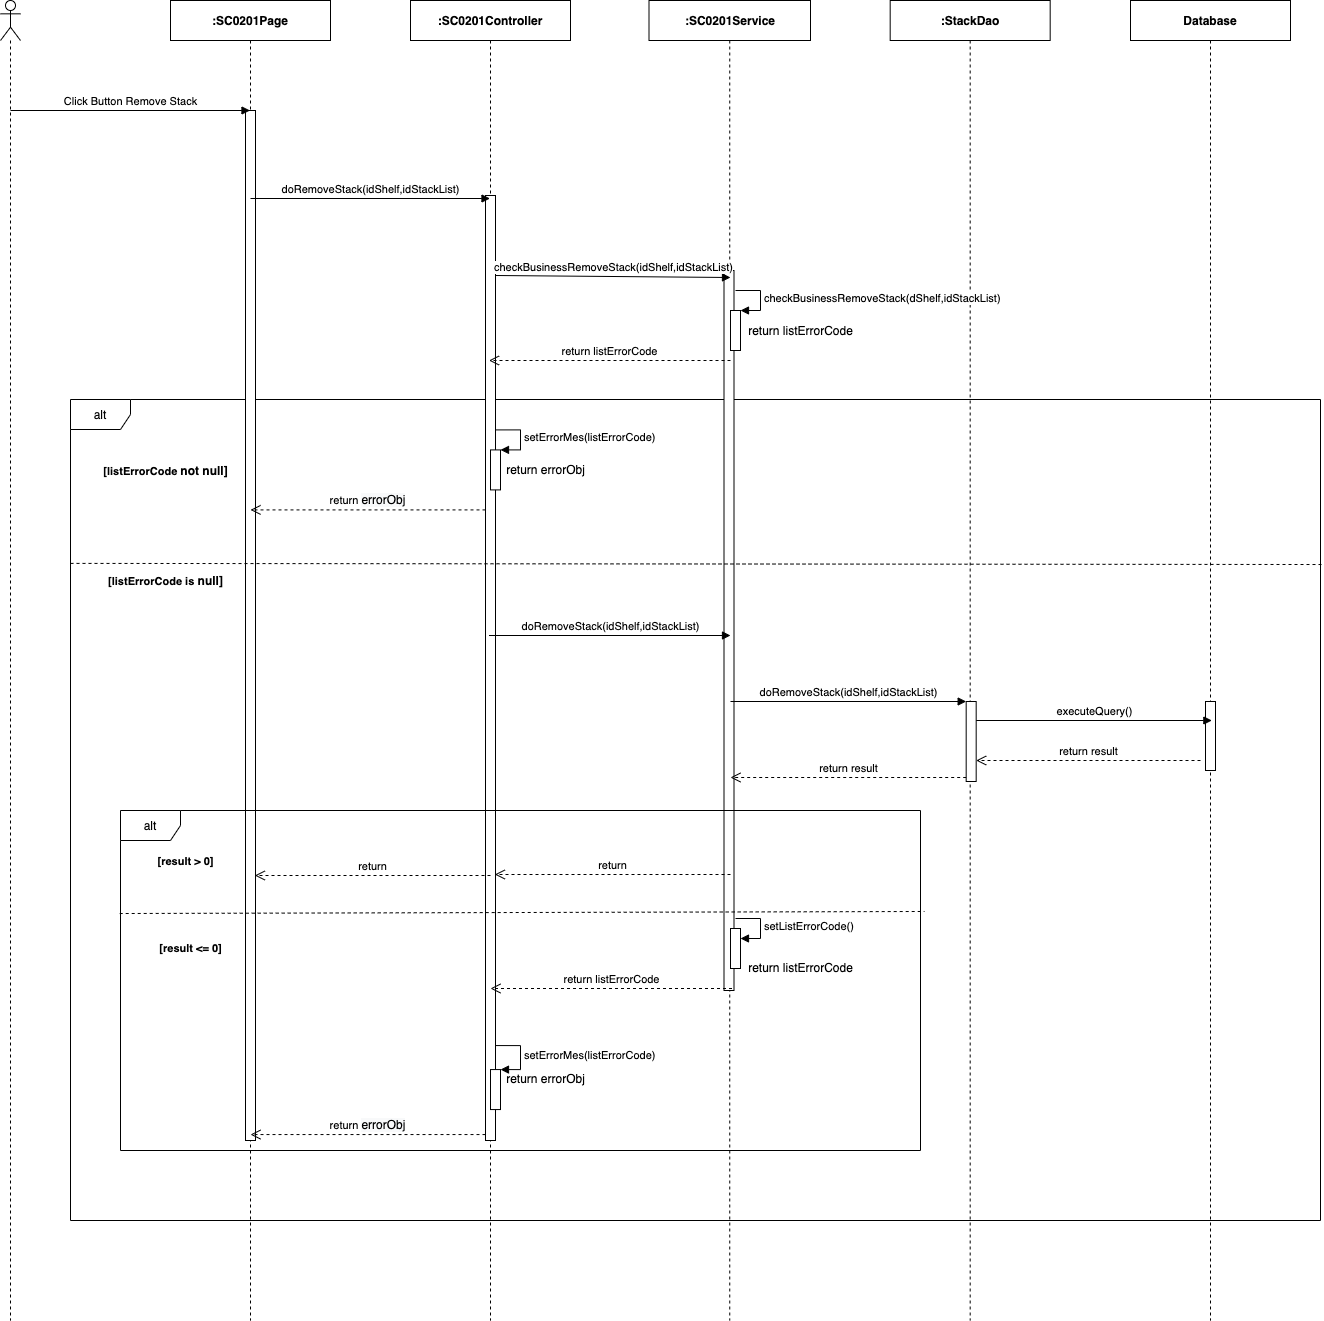 :SC0201Page
:SC0201Controller
:SC0201Service
:StackDao
Database
Click Button Remove Stack
doRemoveStack(idShelf,idStackList)
checkBusinessRemoveStack(idShelf,idStackList)
checkBusinessRemoveStack(dShelf,idStackList)
return listErrorCode
return listErrorCode
alt
setErrorMes(listErrorCode)
[listErrorCode not null]
return errorObj
return errorObj
[listErrorCode is null]
doRemoveStack(idShelf,idStackList)
doRemoveStack(idShelf,idStackList)
executeQuery()
return result
return result
alt
[result > 0]
return
return
setListErrorCode()
[result <= 0]
return listErrorCode
return listErrorCode
setErrorMes(listErrorCode)
return errorObj
return errorObj